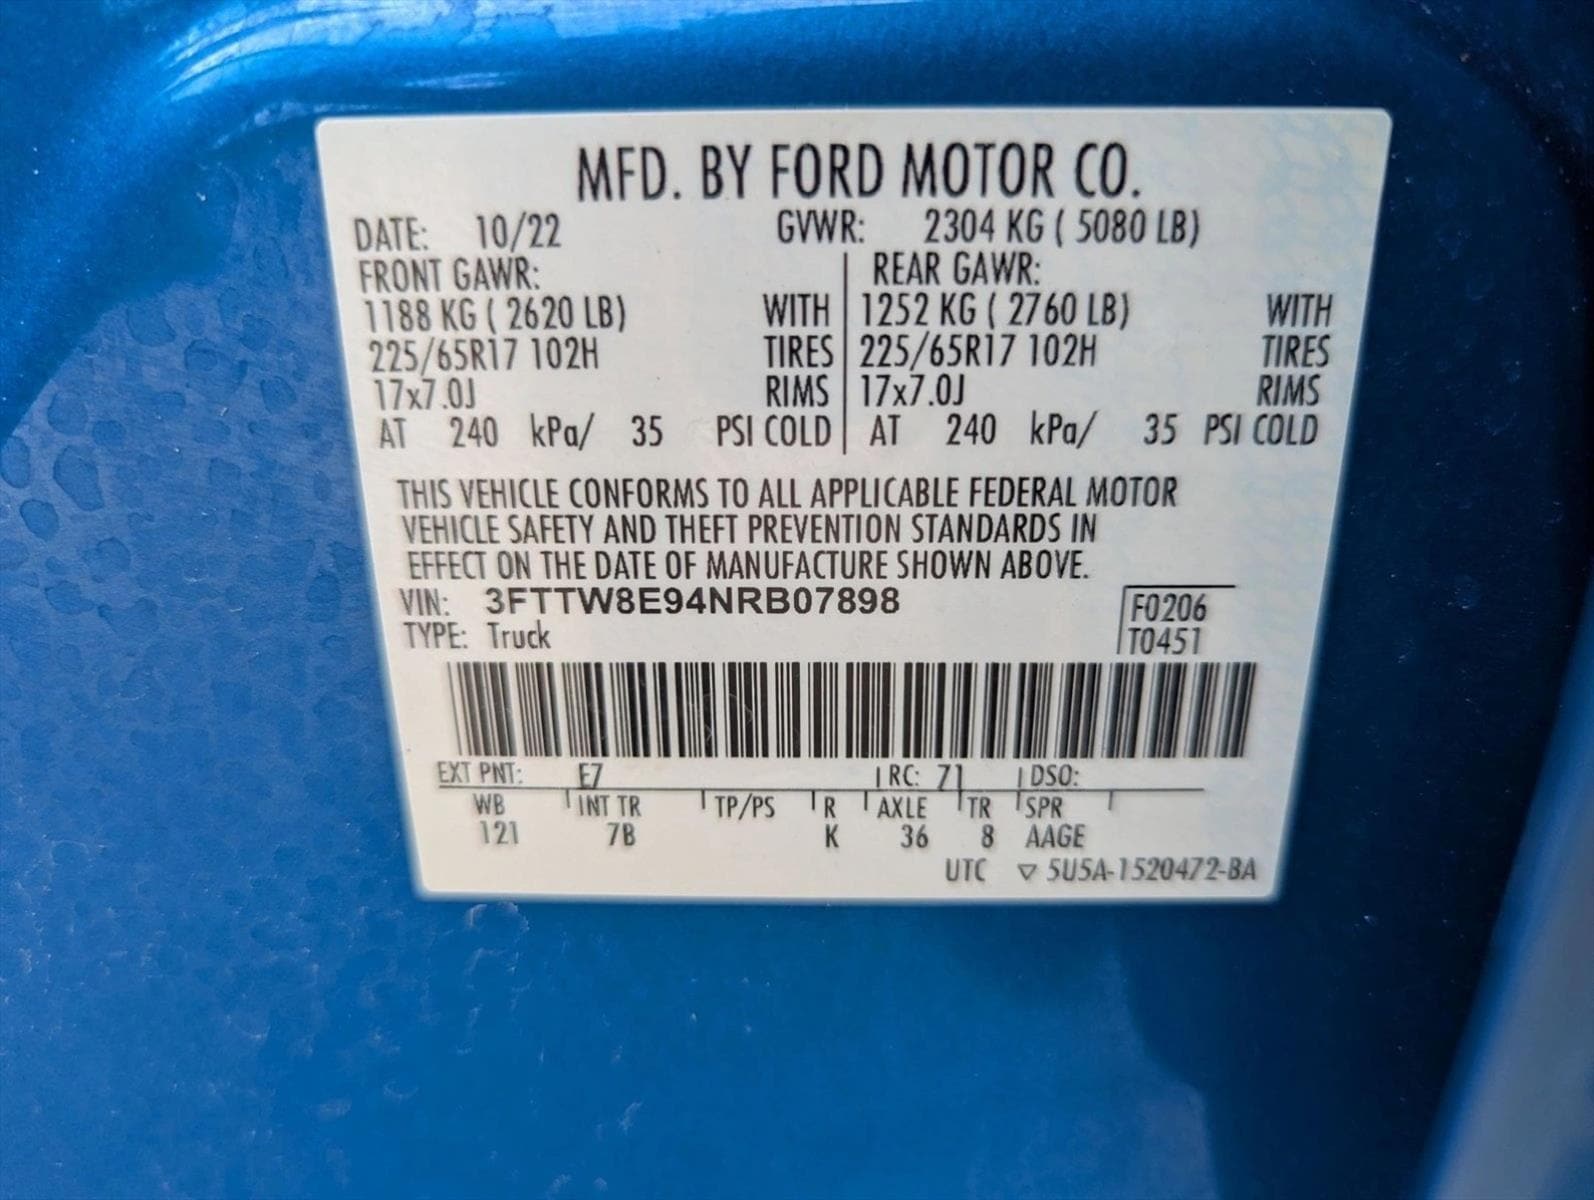 MFD. BY FORD MOTOR CO.
DATE: 10/22 GVWR: 2304 KG ( 5080 LB)
FRONT GAWR: REAR GAWR:
1188 KG ( 2620 LB) WITH 1252 KG ( 2760 LB) WITH
225/65R17 102H TIRES 225/65R17 102H TIRES
17x7.0J RIMS 17x7.0J RIMS
AT 240 kPa/ 35 PSI COLD AT 240 kPa/ 35 PSI COLD
THIS VEHICLE CONFORMS TO ALL APPLICABLE FEDERAL MOTOR
VEHICLE SAFETY AND THEFT PREVENTION STANDARDS IN
EFFECT ON THE DATE OF MANUFACTURE SHOWN ABOVE.
VIN: 3FTTW8E94NRB07898 F0206
TYPE: Truck T0451
EXT PNT: E7 RC: 71 DSO:
WB INT TR TP/PS R AXLE TR SPR
121 7B K 36 8 AAGE
UTC ▽ 5U5A-1520472-BA